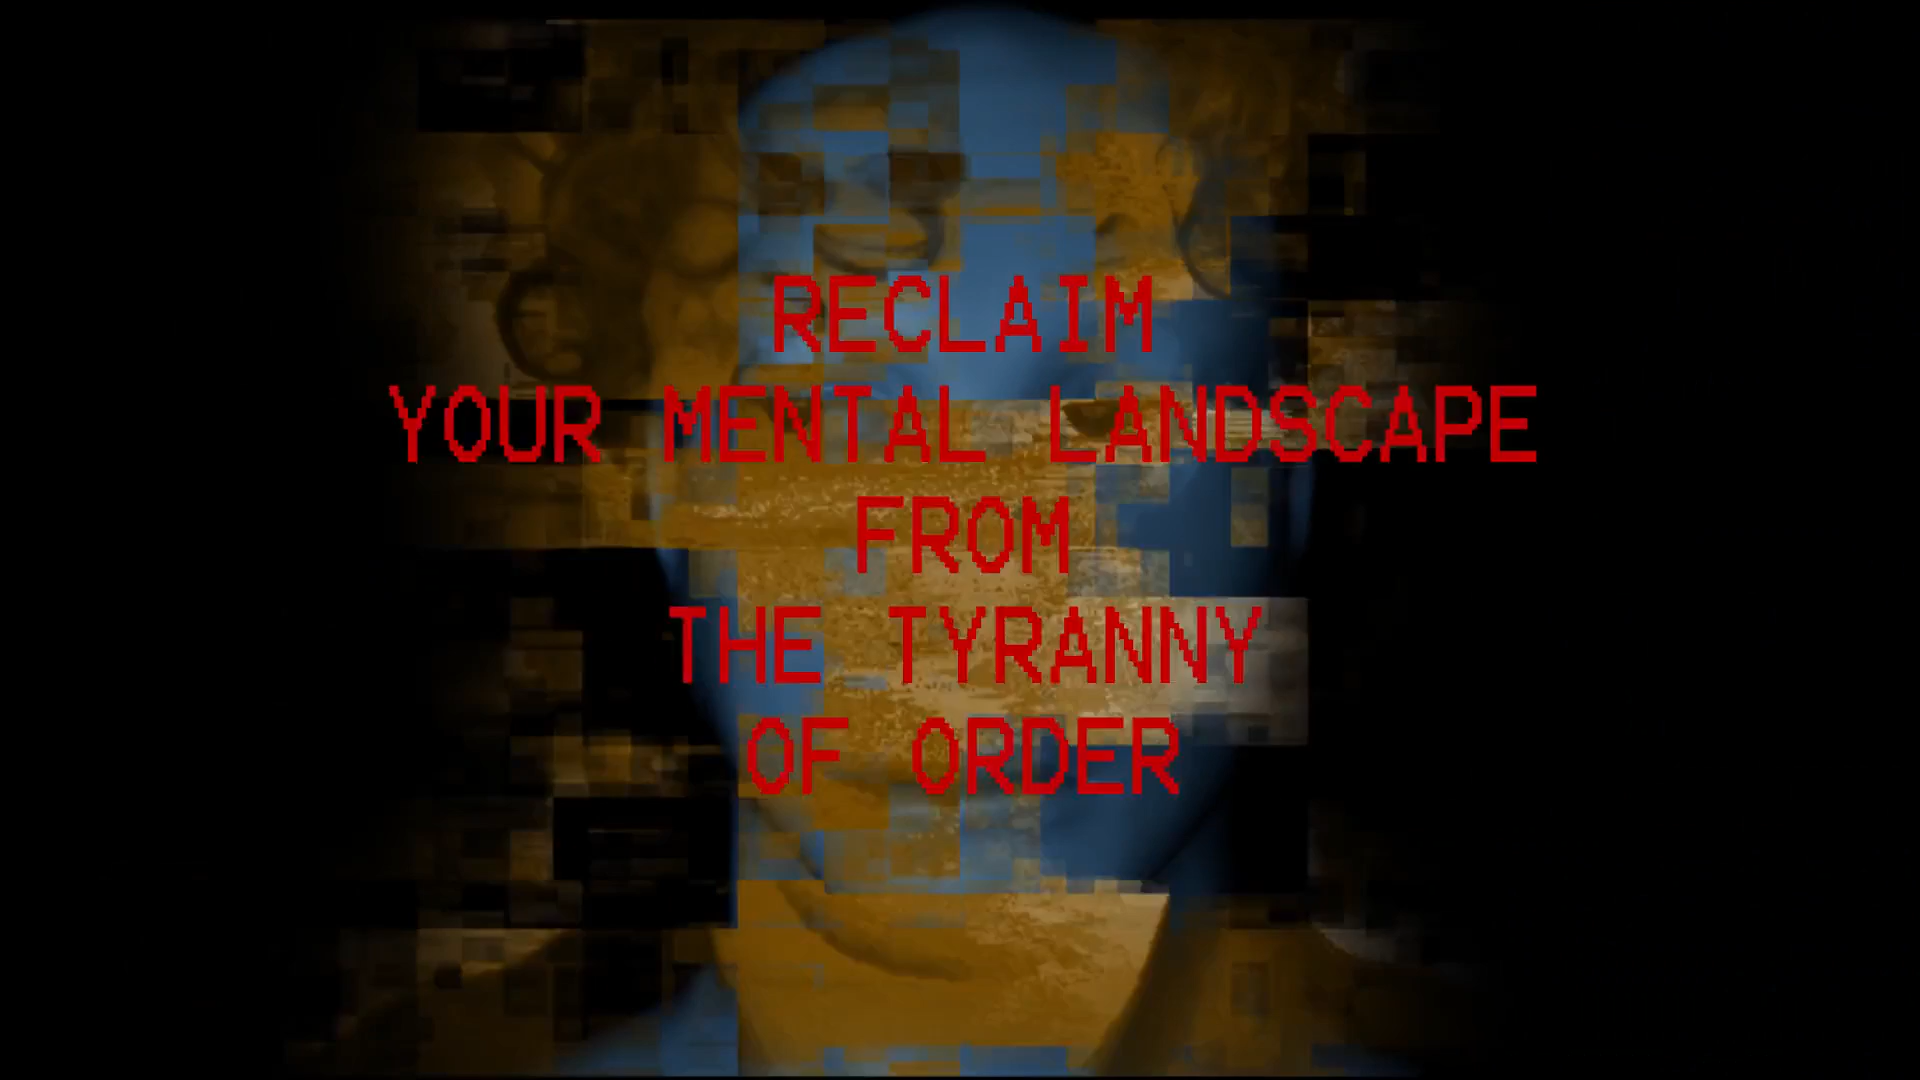 RECLAIM
YOUR MENTAL LANDSCAPE
FROM
THE TYRANNY
OF ORDER